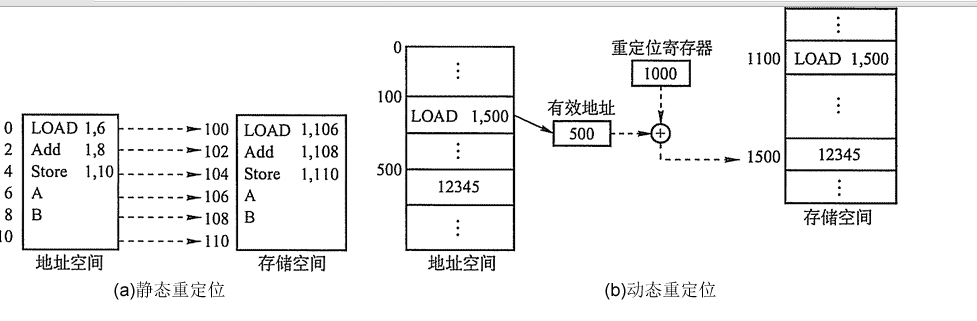 0 LOAD 1,6 100 LOAD 1,106
2 Add 1,8 102 Add 1,108
4 Store 1,10 104 Store 1,110
6 A 106 A
8 B 108 B
10 110
地址空间 存储空间
(a)静态重定位
0
100
LOAD 1,500
500
12345
地址空间
有效地址
500
重定位寄存器
1000
+
1100 LOAD 1,500
1500 12345
存储空间
(b)动态重定位